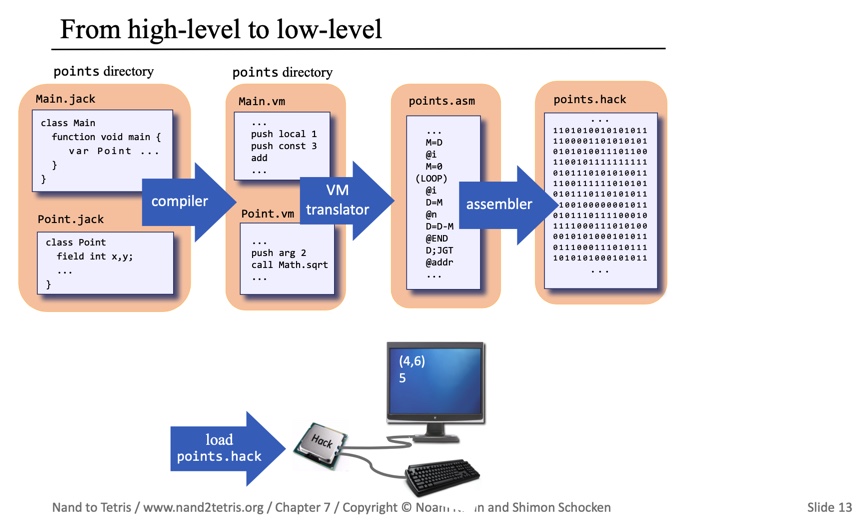 From high-level to low-level
points directory
Main.jack
class Main
function void main {
var Point ...
}
}
Point.jack
class Point
field int x,y;
...
}
compiler
points directory
Main.vm
...
push local 1
push const 3
add
...
Point.vm
...
push arg 2
call Math.sqrt
...
VM
translator
points.asm
...
M=D
@i
M=0
(LOOP)
@i
D=M
@n
D=D-M
@END
D;JGT
@addr
...
assembler
points.hack
...
1101010010101011
1100001101010101
0101010011101100
1100101111111111
0101110101010011
1100111111010101
0101101101010011
1101010000000011
0101110111100010
1111000111010100
0010101000101011
0111000111010111
1010101000101011
...
load
points.hack
Hack
(4,6)
5
Nand to Tetris / www.nand2tetris.org / Chapter 7 / Copyright © Noam and Shimon Schocken
Slide 13